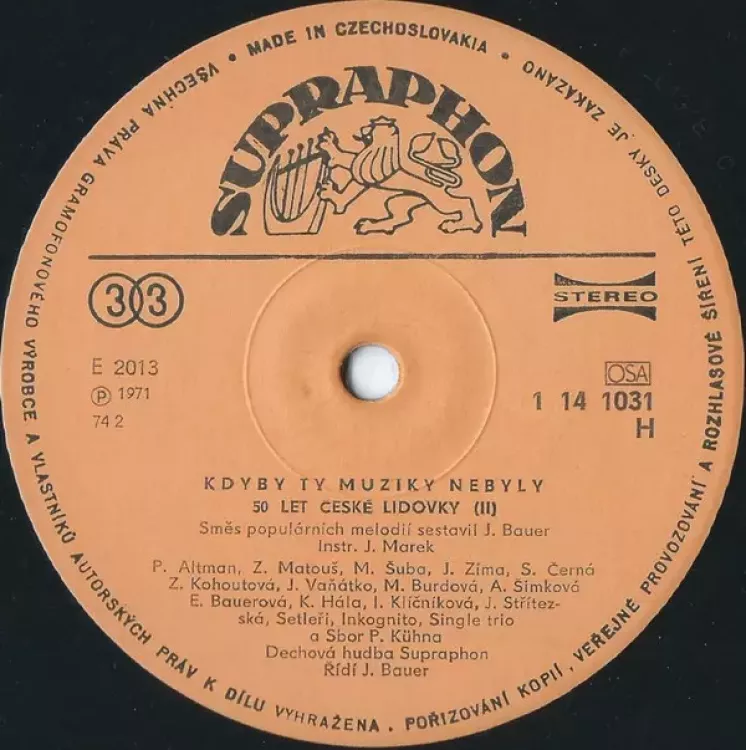 VŠECHNA PRÁVA GRAMOFONOVÉHO VÝROBCE A VLASTNÍKŮ AUTORSKÝCH PRÁV K DÍLU VYHRAŽENA. POŘIZOVÁNÍ KOPIÍ, VEŘEJNÉ PROVOZOVÁNÍ A ROZHLASOVÉ ŠÍŘENÍ TÉTO DESKY JE ZAKÁZÁNO • MADE IN CZECHOSLOVAKIA •
SUPRAPHON
33
STEREO
E 2013
Ⓟ 1971
74 2
OSA
1 14 1031
H
KDYBY TY MUZIKY NEBYLY
50 LET ČESKÉ LIDOVKY (II)
Směs populárních melodií sestavil J. Bauer
Instr. J. Marek
P. Altman, Z. Matouš, M. Šuba, J. Zíma, S. Černá
Z. Kohoutová, J. Vaňátko, M. Burdová, A. Šimková
E. Bauerová, K. Hála, I. Klíčníková, J. Střítez-
ská, Setleři, Inkognito, Single trio
a Sbor P. Kühna
Dechová hudba Supraphon
Řídí J. Bauer